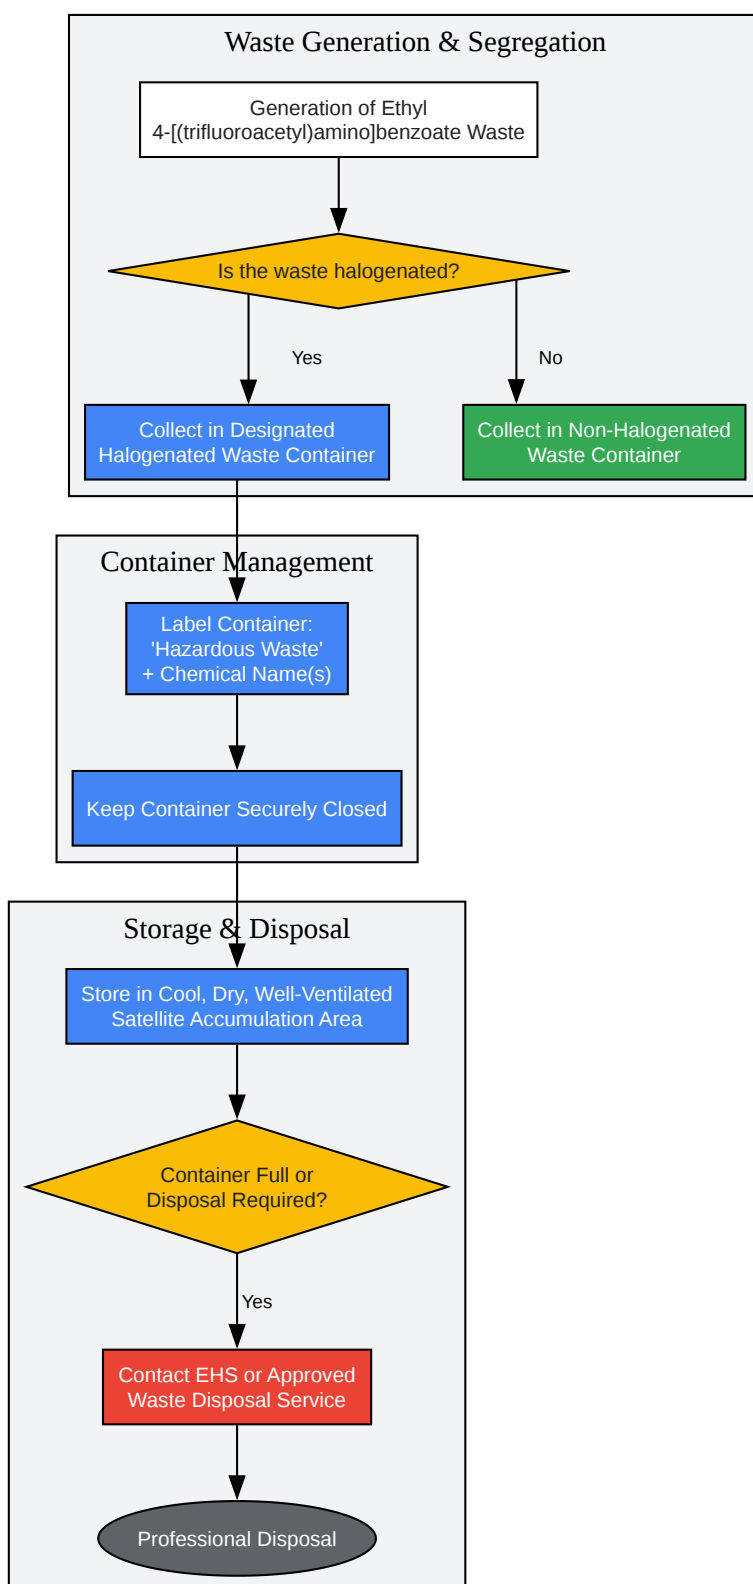 Waste Generation & Segregation
Generation of Ethyl
4-[(trifluoroacetyl)amino]benzoate Waste
Is the waste halogenated?
Yes
No
Collect in Designated
Halogenated Waste Container
Collect in Non-Halogenated
Waste Container
Container Management
Label Container:
'Hazardous Waste'
+ Chemical Name(s)
Keep Container Securely Closed
Storage & Disposal
Store in Cool, Dry, Well-Ventilated
Satellite Accumulation Area
Container Full or
Disposal Required?
Yes
Contact EHS or Approved
Waste Disposal Service
Professional Disposal